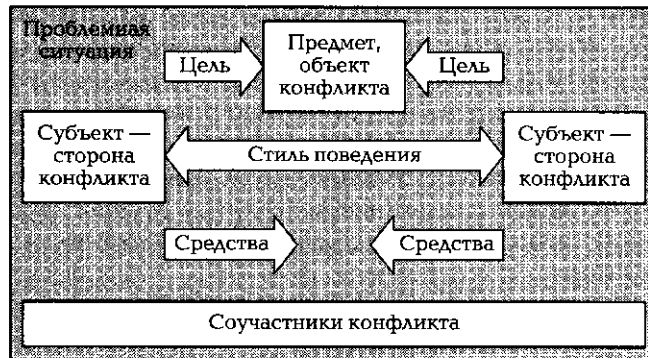 Проблемная
ситуация
Цель
Предмет,
объект
конфликта
Цель
Субъект —
сторона
конфликта
Стиль поведения
Субъект —
сторона
конфликта
Средства
Средства
Соучастники конфликта